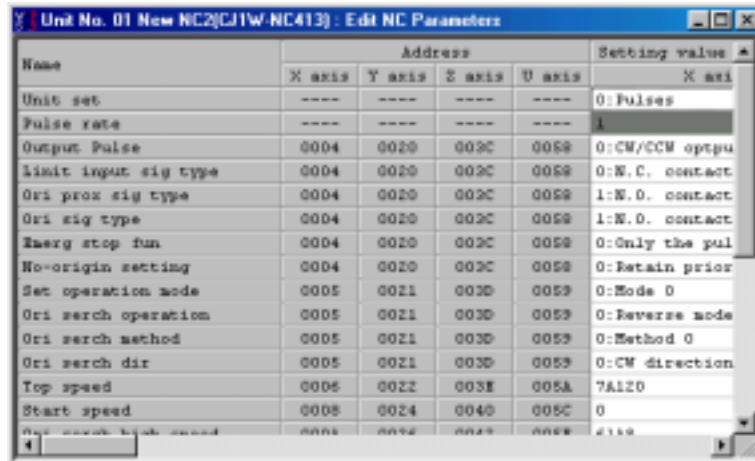 Unit No. 01 New NC2[CJ1W-NC413] : Edit NC Parameters
Name Address Setting value
X axis Y axis Z axis U axis X axi
Unit set ---- ---- ---- ---- 0:Pulses
Pulse rate ---- ---- ---- ---- 1
Output Pulse 0004 0020 003C 0058 0:CW/CCW optpu
Limit input sig type 0004 0020 003C 0058 0:N.C. contact
Ori prox sig type 0004 0020 003C 0058 1:N.O. contact
Ori sig type 0004 0020 003C 0058 1:N.O. contact
Emerg stop fun 0004 0020 003C 0058 0:Only the pul
No-origin setting 0004 0020 003C 0058 0:Retain prior
Set operation mode 0005 0021 003D 0059 0:Mode 0
Ori serch operation 0005 0021 003D 0059 0:Reverse mode
Ori serch method 0005 0021 003D 0059 0:Method 0
Ori serch dir 0005 0021 003D 0059 0:CW direction
Top speed 0006 0022 003E 005A 7A120
Start speed 0008 0024 0040 005C 0
Ori serch high speed